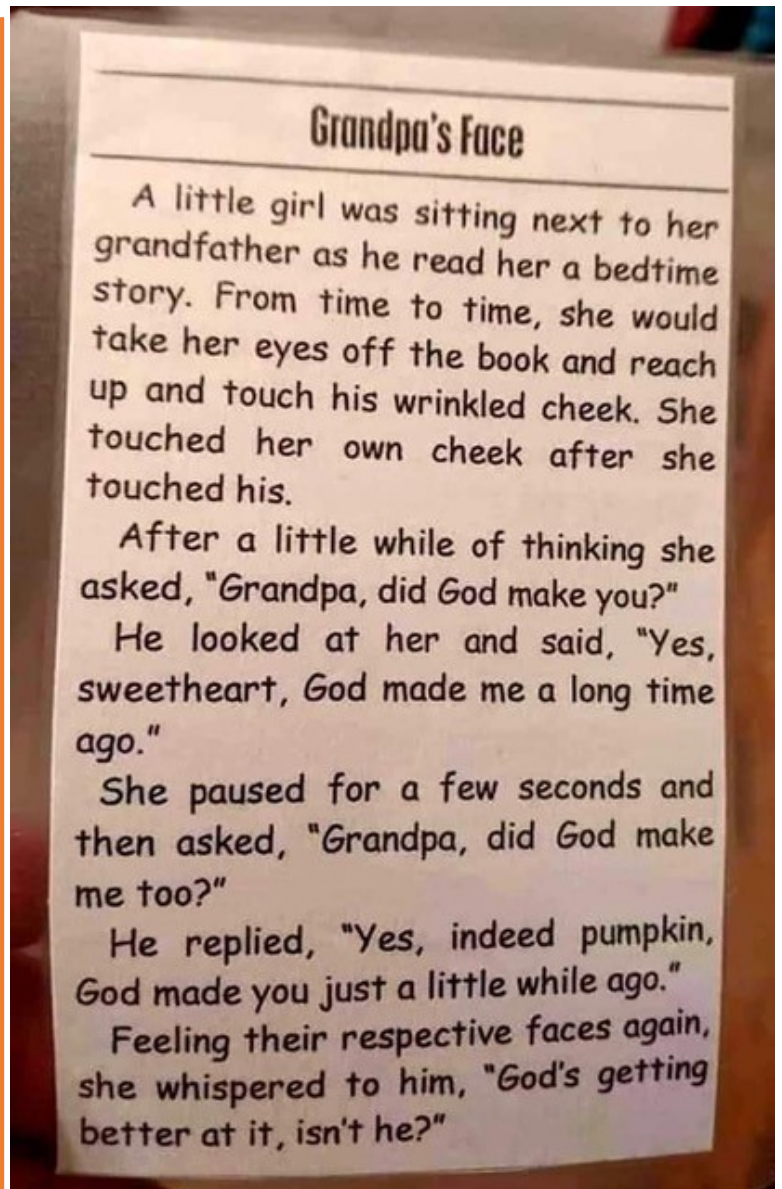 Grandpa's Face
A little girl was sitting next to her
grandfather as he read her a bedtime
story. From time to time, she would
take her eyes off the book and reach
up and touch his wrinkled cheek. She
touched her own cheek after she
touched his.
After a little while of thinking she
asked, "Grandpa, did God make you?"
He looked at her and said, "Yes,
sweetheart, God made me a long time
ago."
She paused for a few seconds and
then asked, "Grandpa, did God make
me too?"
He replied, "Yes, indeed pumpkin,
God made you just a little while ago."
Feeling their respective faces again,
she whispered to him, "God's getting
better at it, isn't he?"